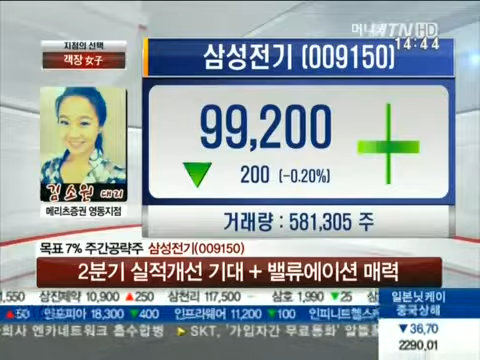 머니투데이 MTN HD
14:44
지점의 선택
객장 女子
삼성전기 (009150)
99,200
▼ 200 (-0.20%)
거래량 : 581,305 주
김소원 대리
메리츠증권 영동지점
목표 7% 주간공략주 삼성전기(009150)
2분기 실적개선 기대 + 밸류에이션 매력
1,550 삼진제약 10,900 ▲250 삼천리 117,500 삼호 1,990 ▼25
▲50 인포피아 18,300 ▼400 인프라웨어 11,200 ▼100 인피니트헬스
회사 엔카네트워크 흡수합병 ▶ SKT, '가입자간 무료통화'
일본닛케이
중국상해
▼36,70
2290,01